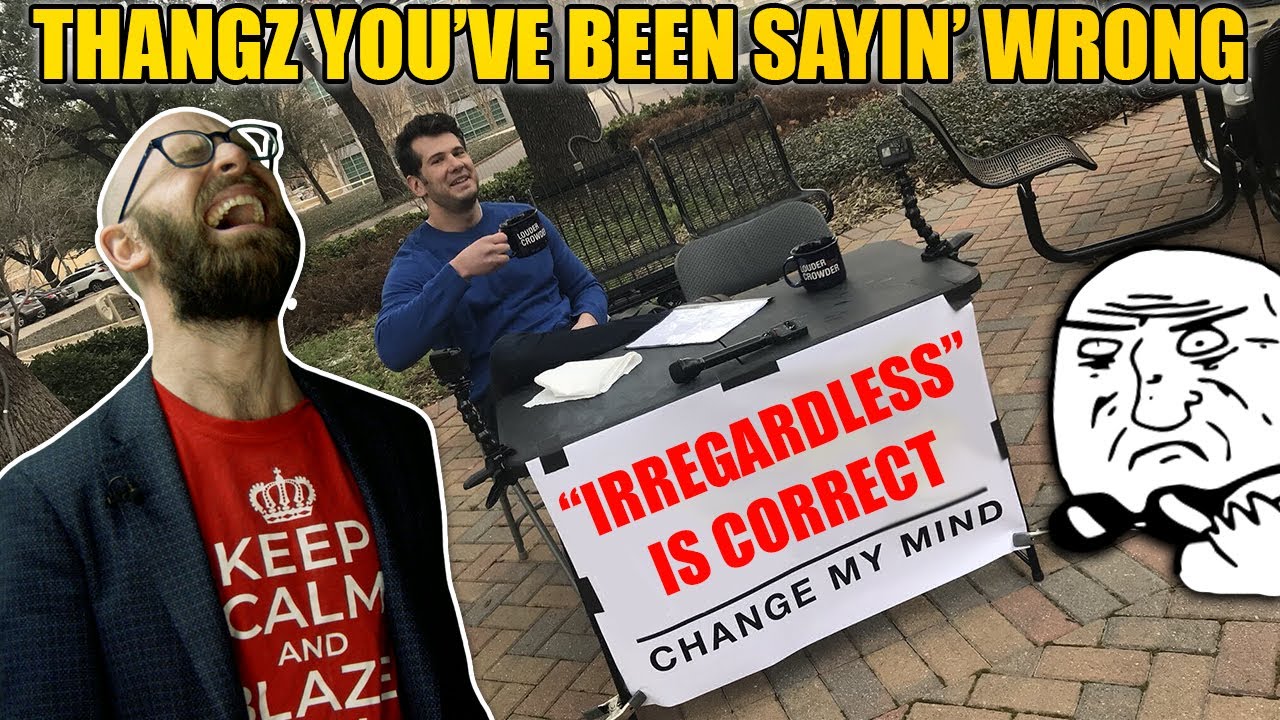 THANGZ YOU’VE BEEN SAYIN’ WRONG
LOUDER
CROWDER
LOUDER
CROWDER
“IRREGARDLESS”
IS CORRECT
CHANGE MY MIND
KEEP
CALM
AND
BLAZE